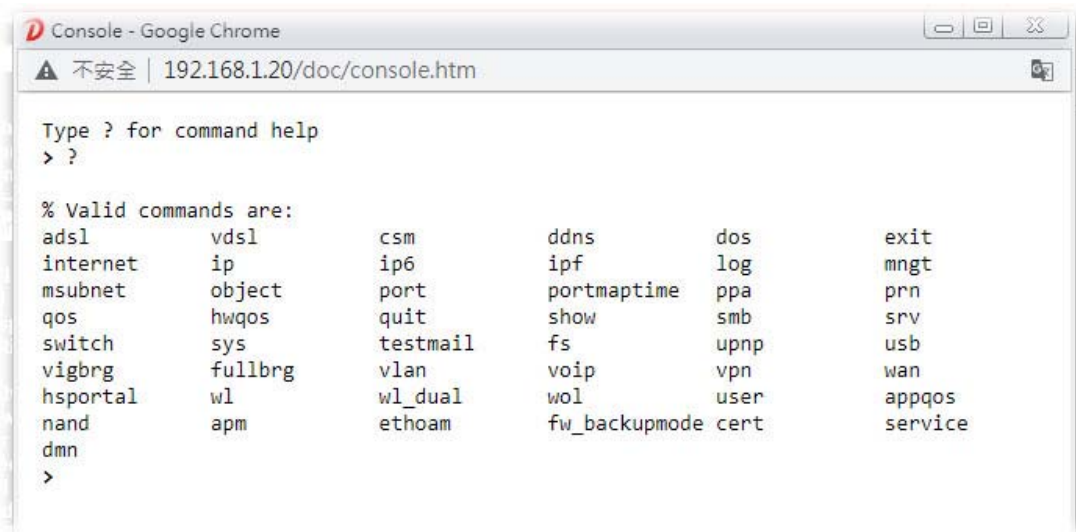 Console - Google Chrome
不安全 | 192.168.1.20/doc/console.htm
Type ? for command help
> ?
% Valid commands are:
adsl vdsl csm ddns dos exit
internet ip ip6 ipf log mngt
msubnet object port portmaptime ppa prn
qos hwqos quit show smb srv
switch sys testmail fs upnp usb
vigbrg fullbrg vlan voip vpn wan
hsportal wl wl_dual wol user appqos
nand apm ethoam fw_backupmode cert service
dmn
>